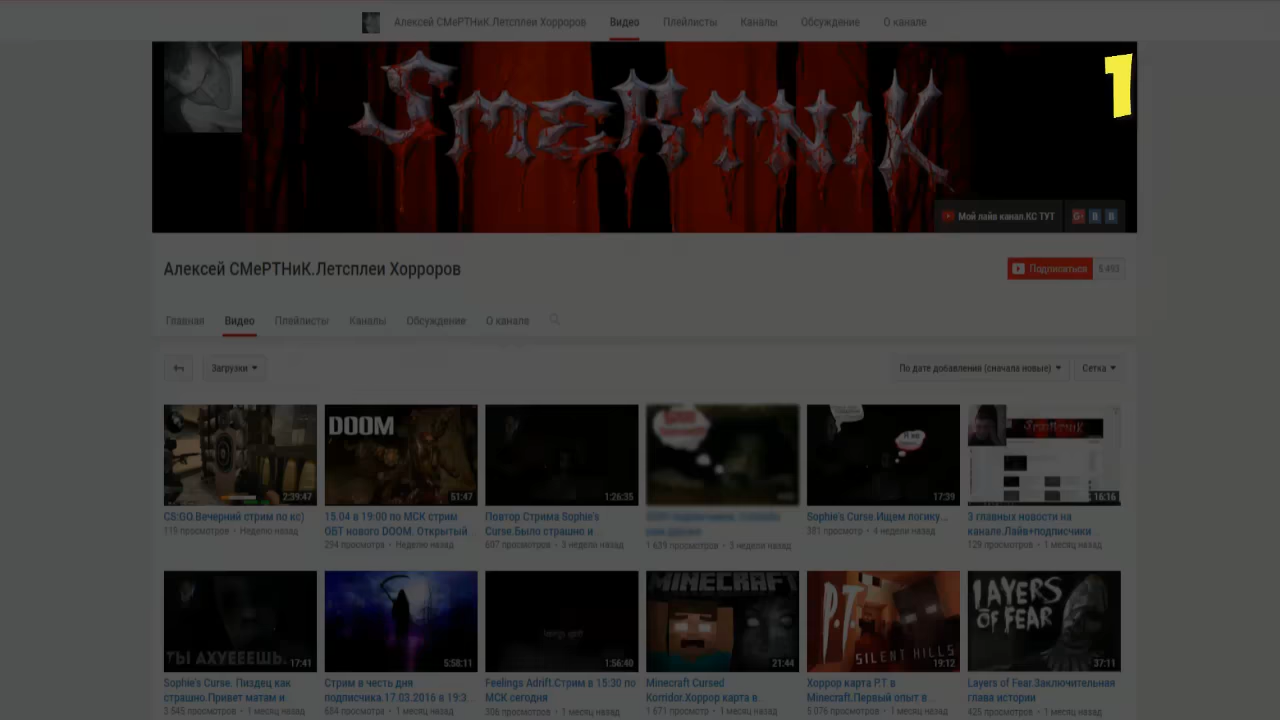 Алексей СМеРТНиК.Летсплеи Хорроров Видео Плейлисты Каналы Обсуждение О канале
SмеRтNiK
1
Мой лайв канал.КС ТУТ G+ B B
Алексей СМеРТНиК.Летсплеи Хорроров
Подписаться 5 493
Главная Видео Плейлисты Каналы Обсуждение О канале
Загрузки По дате добавления (сначала новые) Сетка
DOOM
2:39:47 51:47 1:26:35 17:39 16:16
CS:GO.Вечерний стрим по кс)
119 просмотров • Неделю назад
15.04 в 19:00 по МСК стрим
ОБТ нового DOOM. Открытый
294 просмотра • Неделю назад
Повтор Стрима Sophie's
Curse.Было страшно и
607 просмотров • 3 недели назад
1 639 просмотров • 3 недели назад
Sophie's Curse.Ищем логику...
381 просмотр • 4 недели назад
3 главных новости на
канале.Лайв+подписчики
129 просмотров • 1 месяц назад
ТЫ АХУЕЕЕШЬ.
17:41
5:58:11
1:56:40
MINECRAFT
21:44
P.T.
SILENT HILLS
19:12
LAYERS
OF FEAR
37:11
Sophie's Curse. Пиздец как
страшно.Привет матам и
3 545 просмотров • 1 месяц назад
Стрим в честь дня
подписчика.17.03.2016 в 19:3...
684 просмотра • 1 месяц назад
Feelings Adrift.Стрим в 15:30 по
МСК сегодня
306 просмотров • 1 месяц назад
Minecraft Cursed
Korridor.Хоррор карта в
1 671 просмотр • 1 месяц назад
Хоррор карта P.T в
Minecraft.Первый опыт в
5 076 просмотров • 1 месяц назад
Layers of Fear.Заключительная
глава истории
425 просмотров • 1 месяц назад